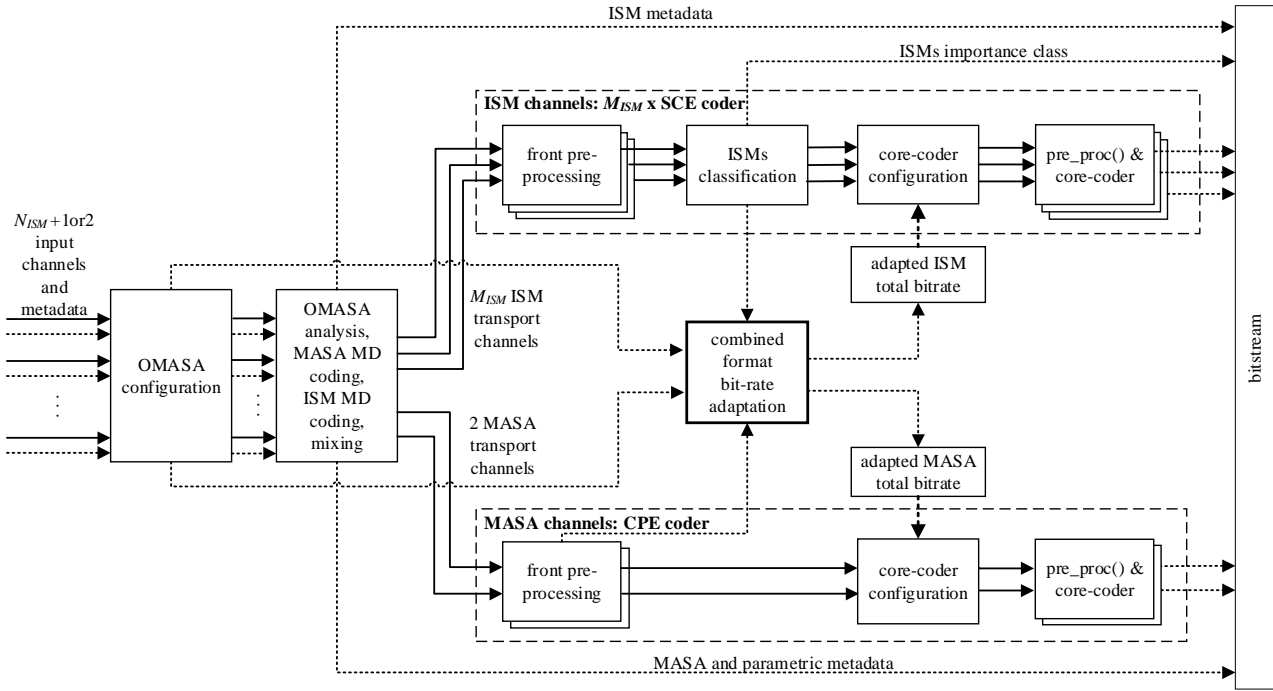 ISM metadata
ISMs importance class
ISM channels: M_ISM x SCE coder
front pre-
processing
ISMs
classification
core-coder
configuration
pre_proc() &
core-coder
N_ISM+1or2
input
channels
and
metadata
adapted ISM
total bitrate
OMASA
configuration
OMASA
analysis,
MASA MD
coding,
ISM MD
coding,
mixing
M_ISM ISM
transport
channels
combined
format
bit-rate
adaptation
bitstream
2 MASA
transport
channels
adapted MASA
total bitrate
MASA channels: CPE coder
front pre-
processing
core-coder
configuration
pre_proc() &
core-coder
MASA and parametric metadata